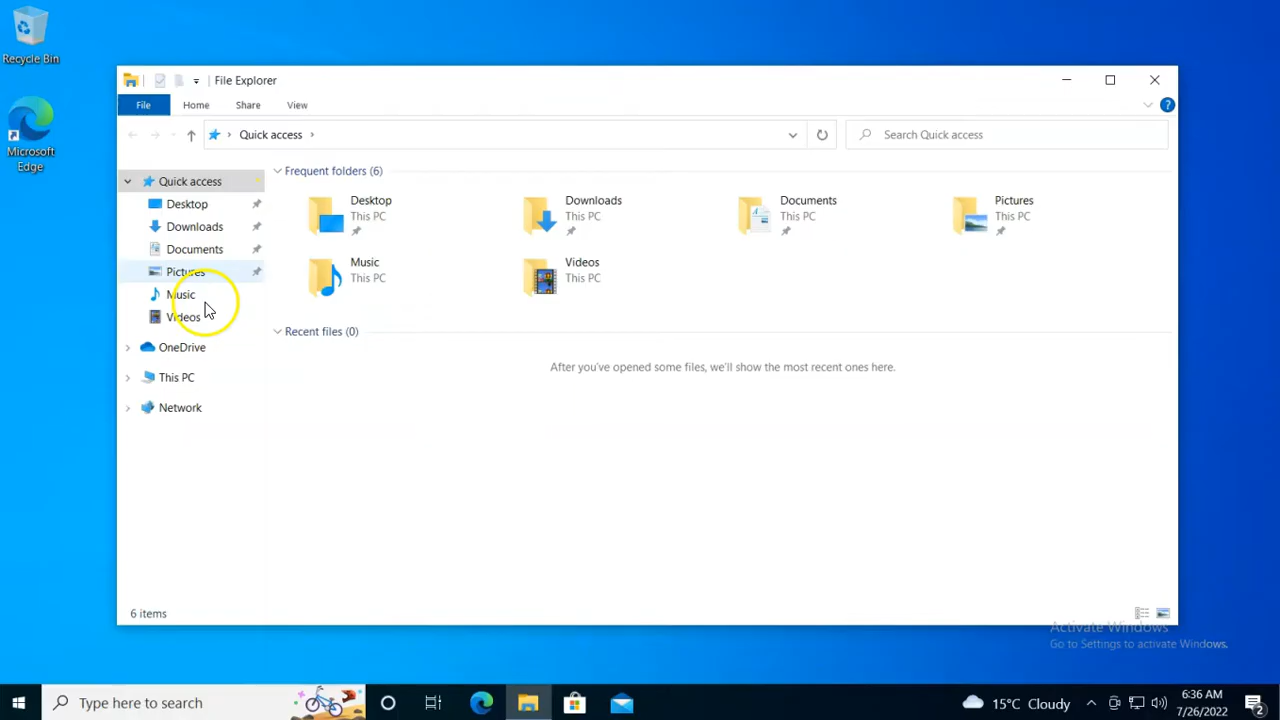 Recycle Bin
Microsoft
Edge
File Explorer
File
Home
Share
View
Quick access
Search Quick access
Quick access
Desktop
Downloads
Documents
Pictures
Music
Videos
OneDrive
This PC
Network
Frequent folders (6)
Desktop
This PC
Downloads
This PC
Documents
This PC
Pictures
This PC
Music
This PC
Videos
This PC
Recent files (0)
After you've opened some files, we'll show the most recent ones here.
6 items
Activate Windows
Go to Settings to activate Windows.
Type here to search
15°C Cloudy
6:36 AM
7/26/2022
2